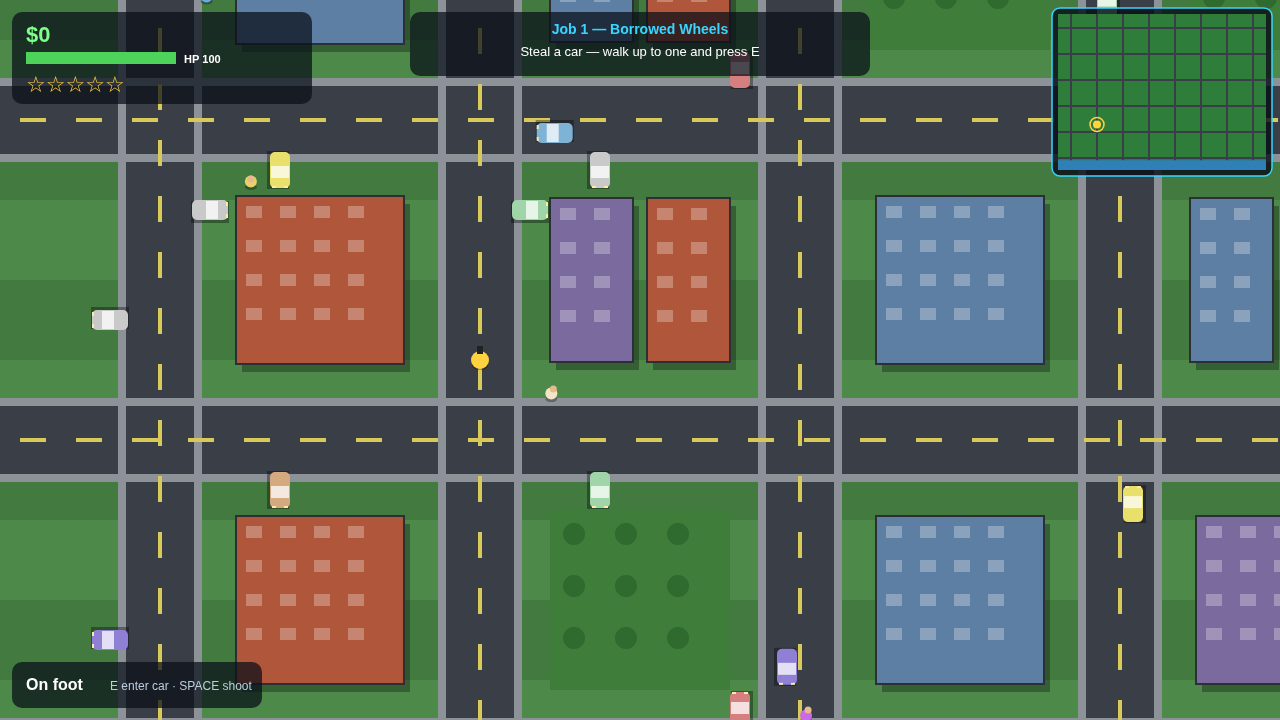 $0
HP 100
☆☆☆☆☆
Job 1 — Borrowed Wheels
Steal a car — walk up to one and press E
On foot
E enter car · SPACE shoot